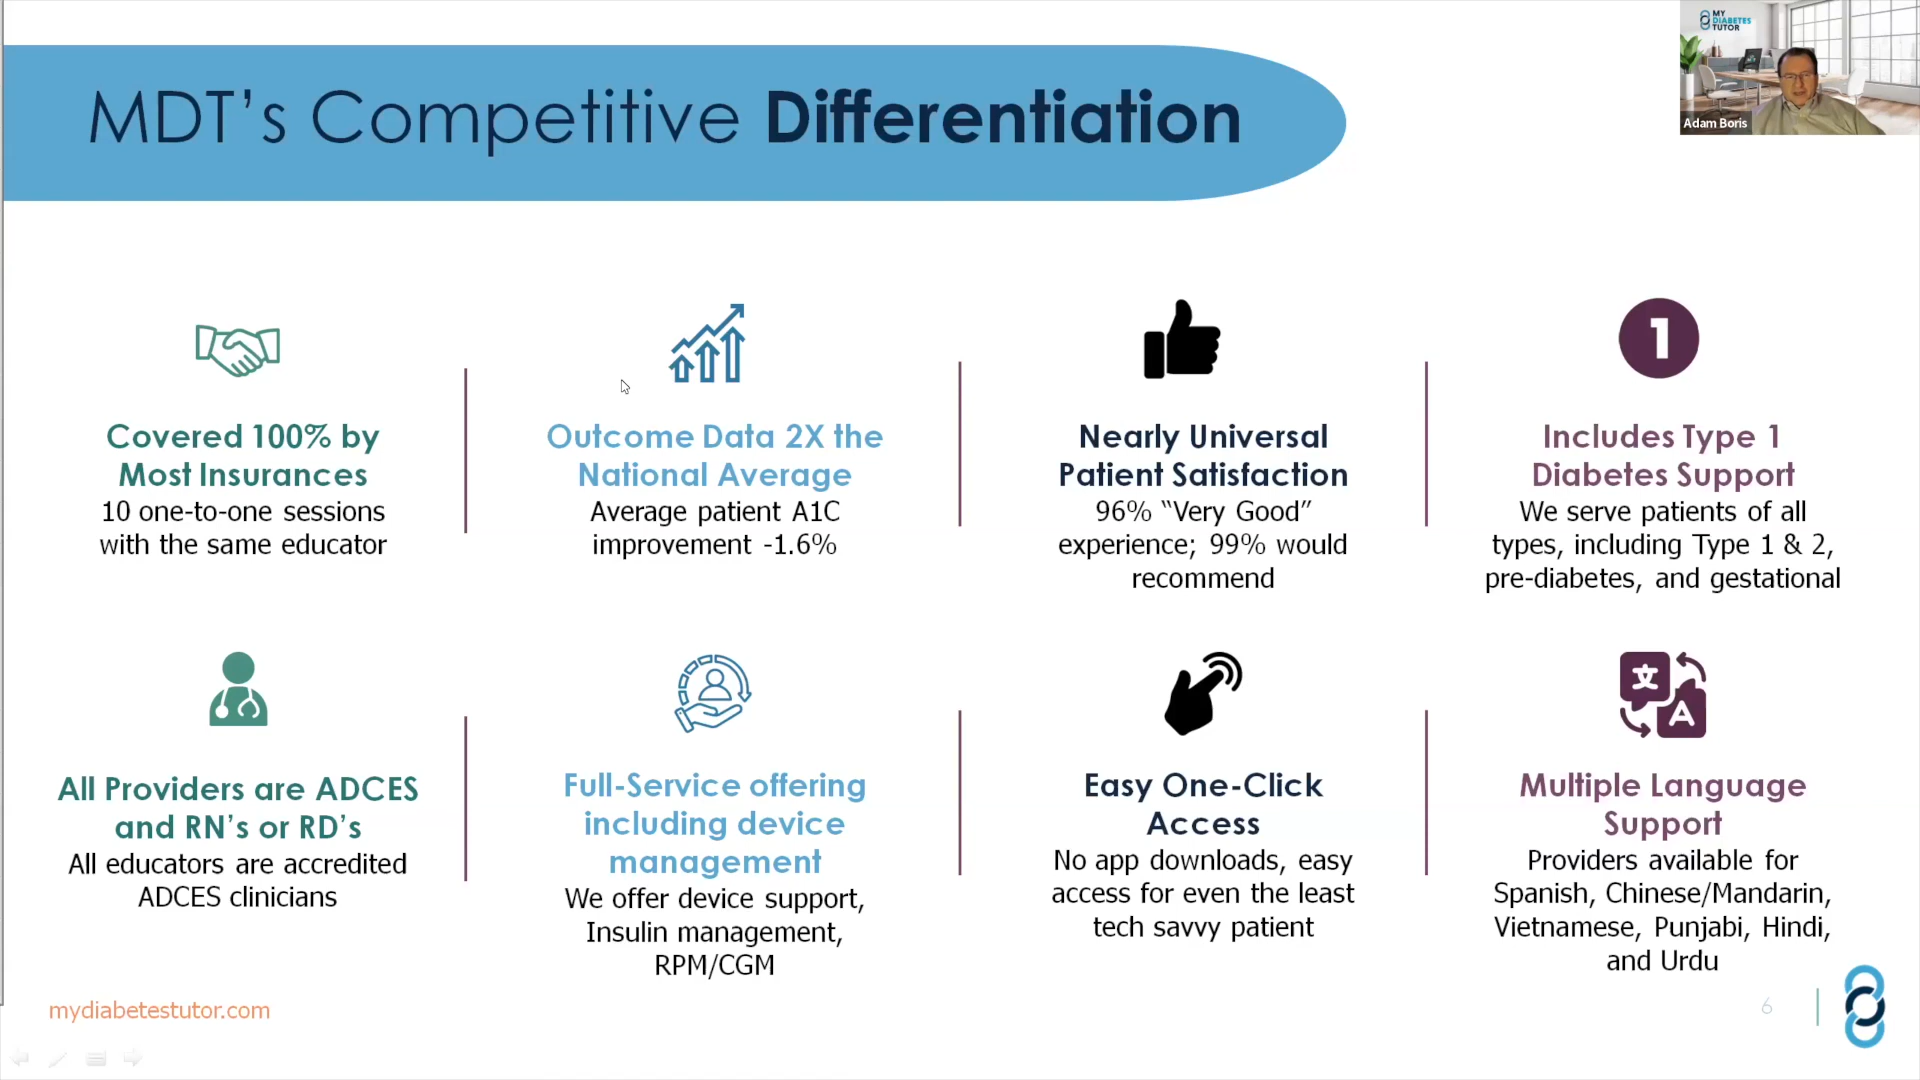 MDT’s Competitive Differentiation
MY
DIABETES
TUTOR
Adam Boris
Covered 100% by
Most Insurances
10 one-to-one sessions
with the same educator
Outcome Data 2X the
National Average
Average patient A1C
improvement -1.6%
Nearly Universal
Patient Satisfaction
96% “Very Good”
experience; 99% would
recommend
1
Includes Type 1
Diabetes Support
We serve patients of all
types, including Type 1 & 2,
pre-diabetes, and gestational
All Providers are ADCES
and RN’s or RD’s
All educators are accredited
ADCES clinicians
Full-Service offering
including device
management
We offer device support,
Insulin management,
RPM/CGM
Easy One-Click
Access
No app downloads, easy
access for even the least
tech savvy patient
文
A
Multiple Language
Support
Providers available for
Spanish, Chinese/Mandarin,
Vietnamese, Punjabi, Hindi,
and Urdu
mydiabetestutor.com
6